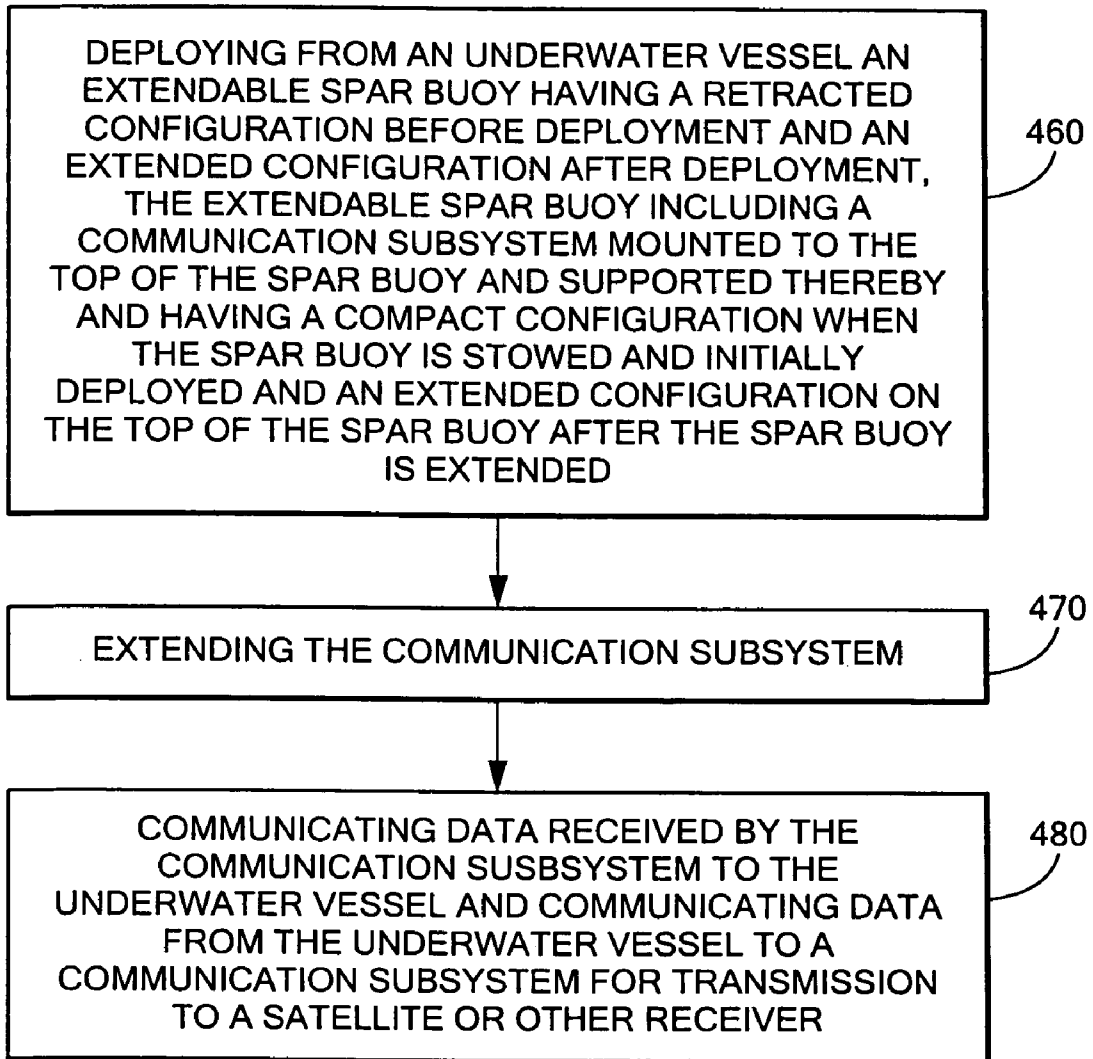 DEPLOYING FROM AN UNDERWATER VESSEL AN
EXTENDABLE SPAR BUOY HAVING A RETRACTED
CONFIGURATION BEFORE DEPLOYMENT AND AN
EXTENDED CONFIGURATION AFTER DEPLOYMENT,
THE EXTENDABLE SPAR BUOY INCLUDING A
COMMUNICATION SUBSYSTEM MOUNTED TO THE
TOP OF THE SPAR BUOY AND SUPPORTED THEREBY
AND HAVING A COMPACT CONFIGURATION WHEN
THE SPAR BUOY IS STOWED AND INITIALLY
DEPLOYED AND AN EXTENDED CONFIGURATION ON
THE TOP OF THE SPAR BUOY AFTER THE SPAR BUOY
IS EXTENDED
460
EXTENDING THE COMMUNICATION SUBSYSTEM
470
COMMUNICATING DATA RECEIVED BY THE
COMMUNICATION SUSBSYSTEM TO THE
UNDERWATER VESSEL AND COMMUNICATING DATA
FROM THE UNDERWATER VESSEL TO A
COMMUNICATION SUBSYSTEM FOR TRANSMISSION
TO A SATELLITE OR OTHER RECEIVER
480